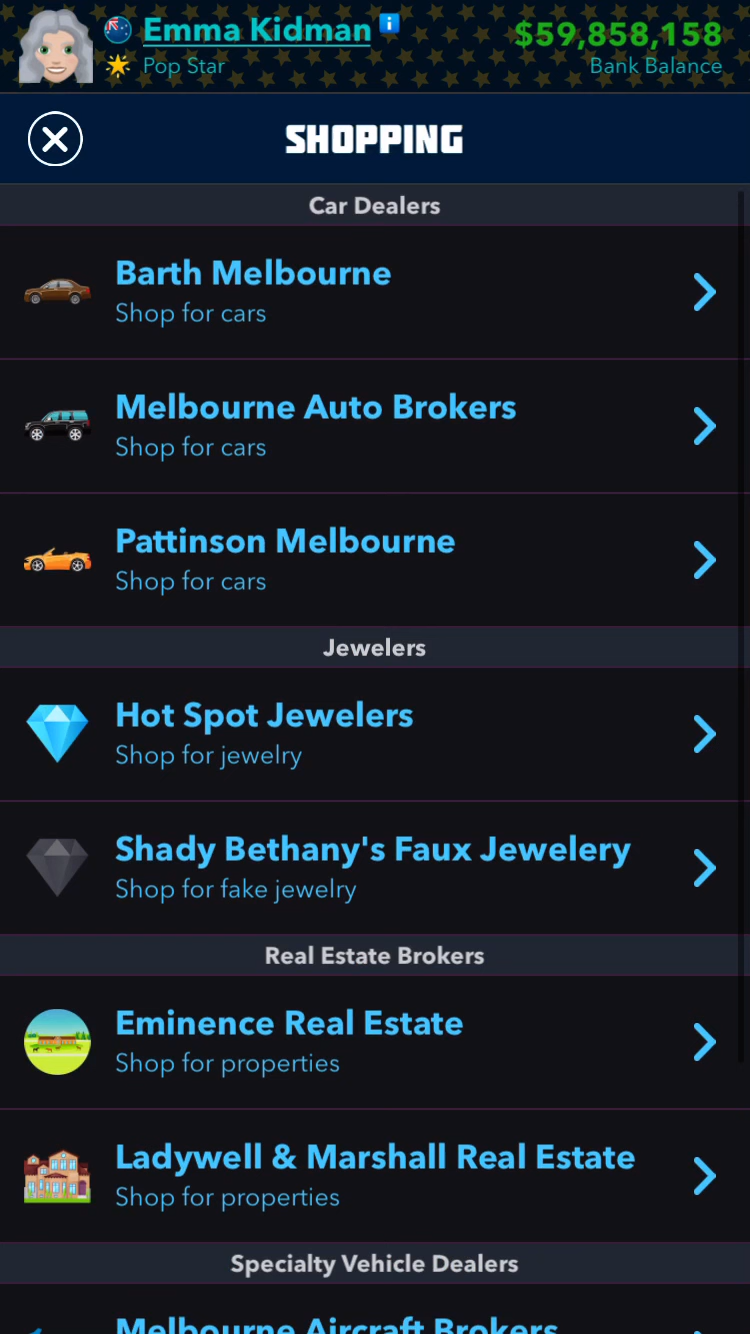 Emma Kidman i
$59,858,158
Pop Star
Bank Balance
SHOPPING
Car Dealers
Barth Melbourne
Shop for cars
Melbourne Auto Brokers
Shop for cars
Pattinson Melbourne
Shop for cars
Jewelers
Hot Spot Jewelers
Shop for jewelry
Shady Bethany's Faux Jewelery
Shop for fake jewelry
Real Estate Brokers
Eminence Real Estate
Shop for properties
Ladywell & Marshall Real Estate
Shop for properties
Specialty Vehicle Dealers
Melbourne Aircraft Brokers